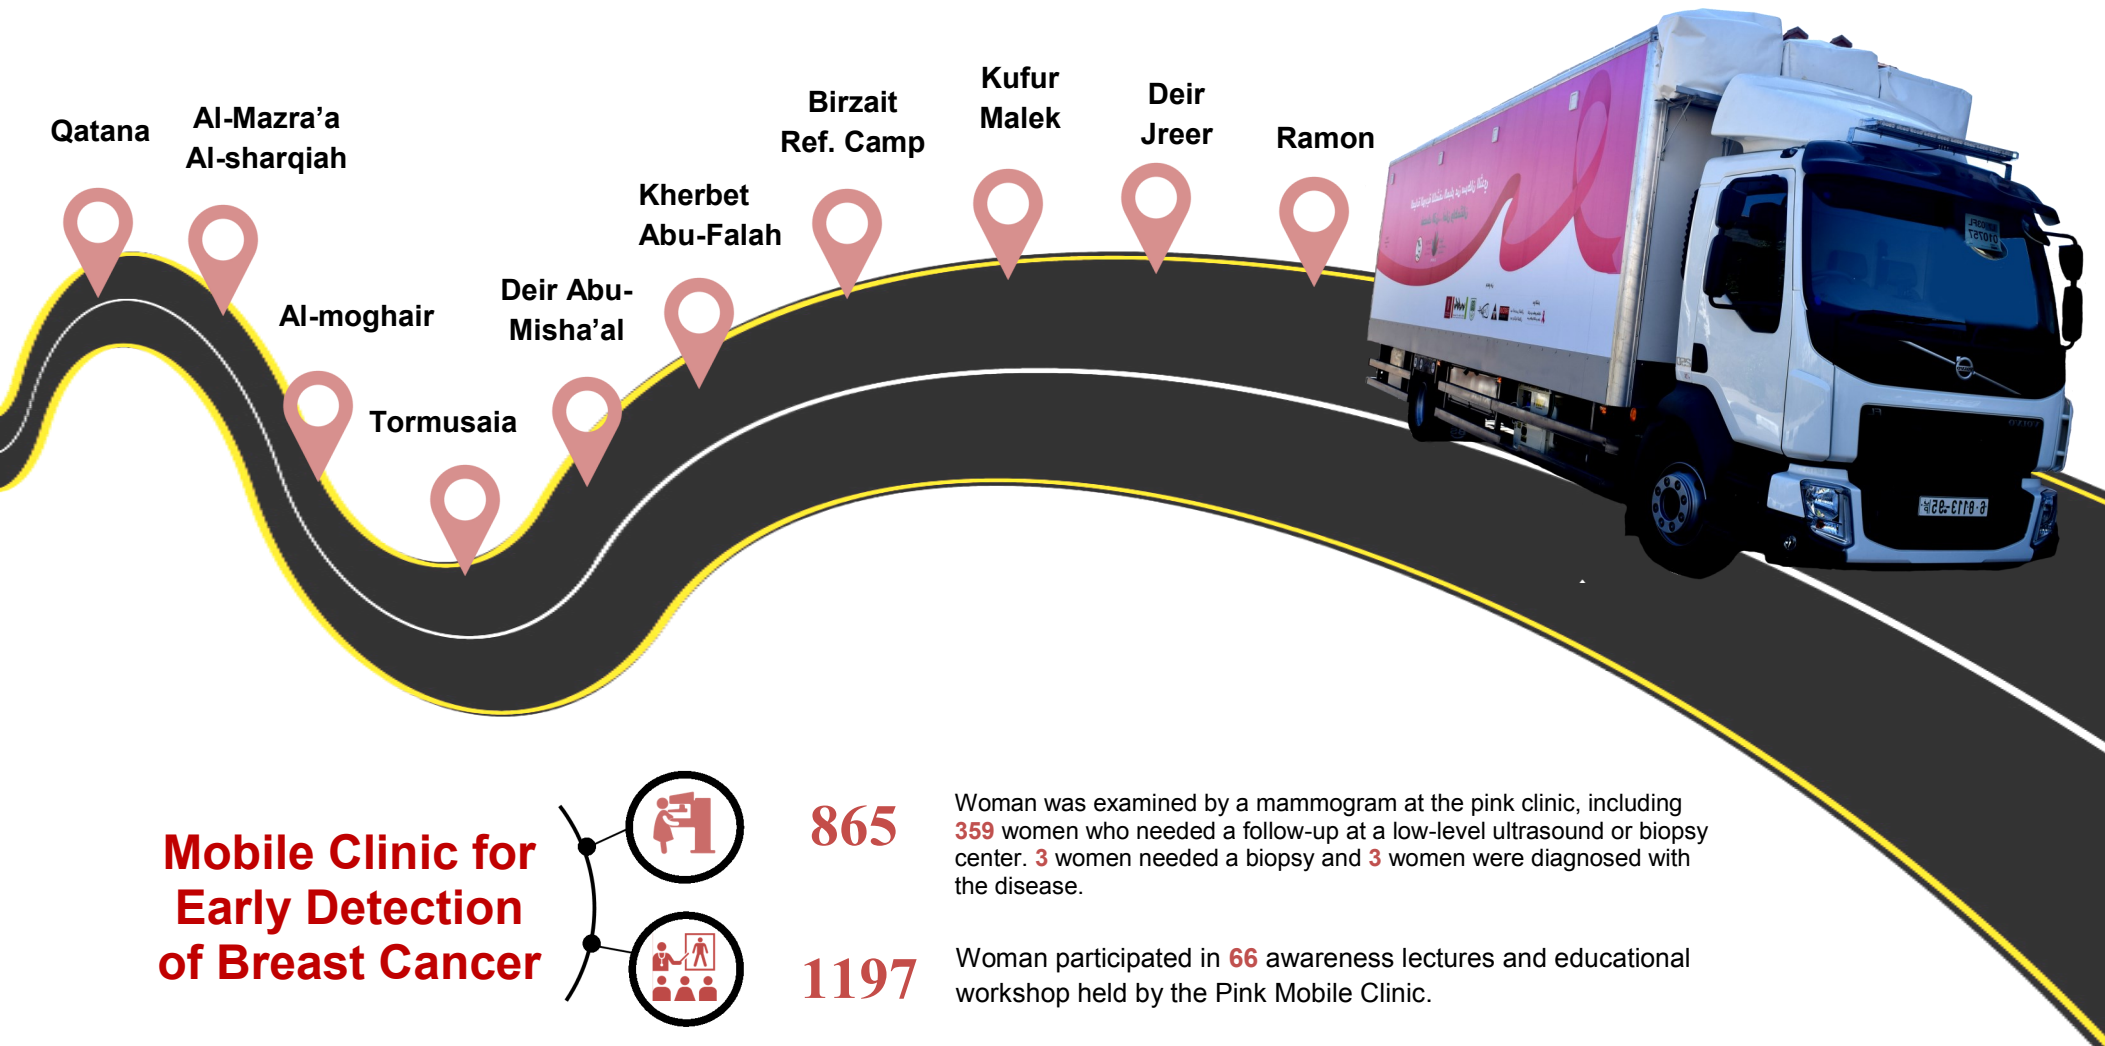 Qatana
Al-Mazra’a
Al-sharqiah
Al-moghair
Tormusaia
Deir Abu-
Misha’al
Kherbet
Abu-Falah
Birzait
Ref. Camp
Kufur
Malek
Deir
Jreer
Ramon
Mobile Clinic for
Early Detection
of Breast Cancer
865
Woman was examined by a mammogram at the pink clinic, including
359 women who needed a follow-up at a low-level ultrasound or biopsy
center. 3 women needed a biopsy and 3 women were diagnosed with
the disease.
1197
Woman participated in 66 awareness lectures and educational
workshop held by the Pink Mobile Clinic.